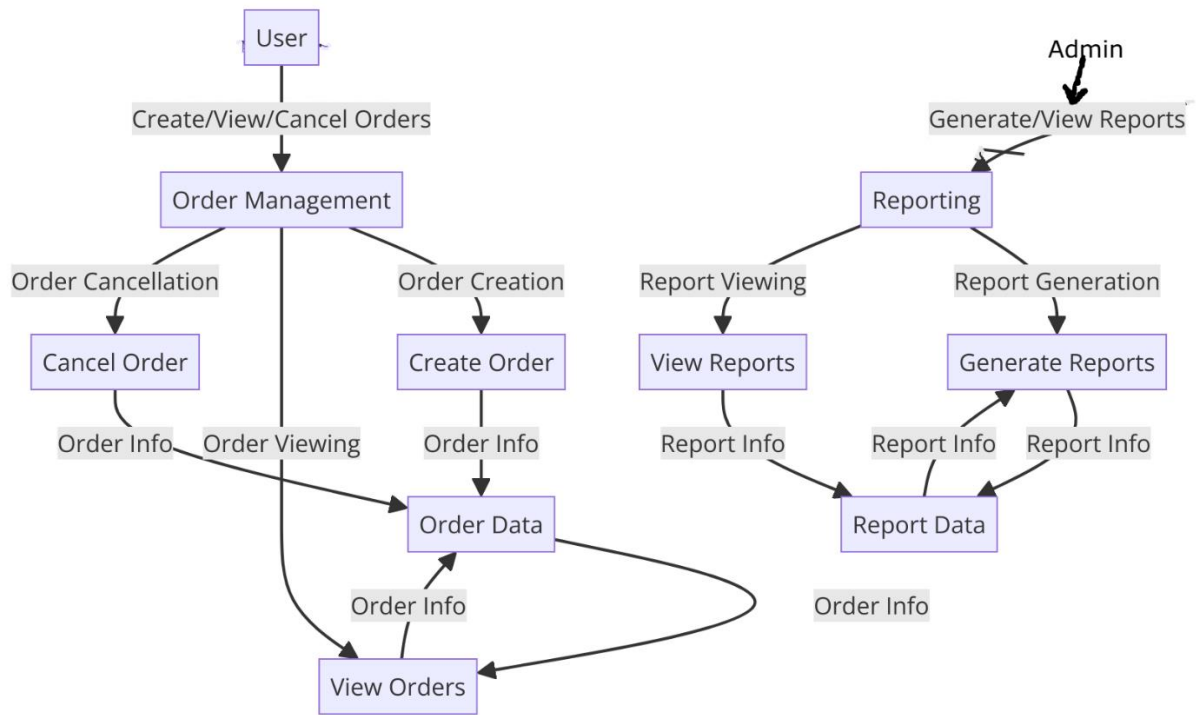 User
Admin
Create/View/Cancel Orders
Generate/View Reports
Order Management
Reporting
Order Cancellation
Order Creation
Report Viewing
Report Generation
Cancel Order
Create Order
View Reports
Generate Reports
Order Info
Order Viewing
Order Info
Report Info
Report Info
Report Info
Order Data
Report Data
Order Info
Order Info
View Orders